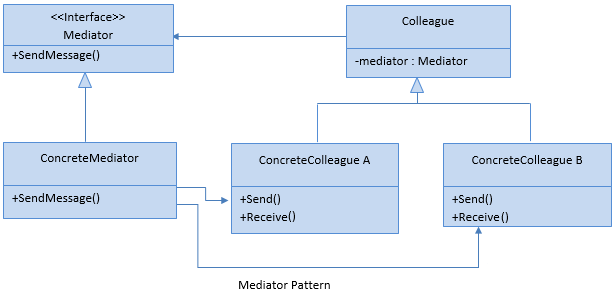 <<Interface>>
Mediator
+SendMessage()
Colleague
-mediator : Mediator
ConcreteMediator
+SendMessage()
ConcreteColleague A
+Send()
+Receive()
ConcreteColleague B
+Send()
+Receive()
Mediator Pattern